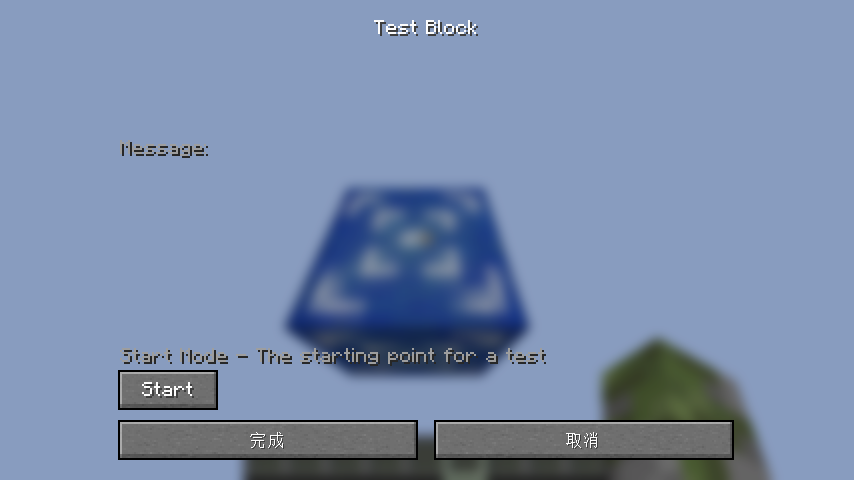 Test Block
Message:
Start Mode - The starting point for a test
Start
完成
取消